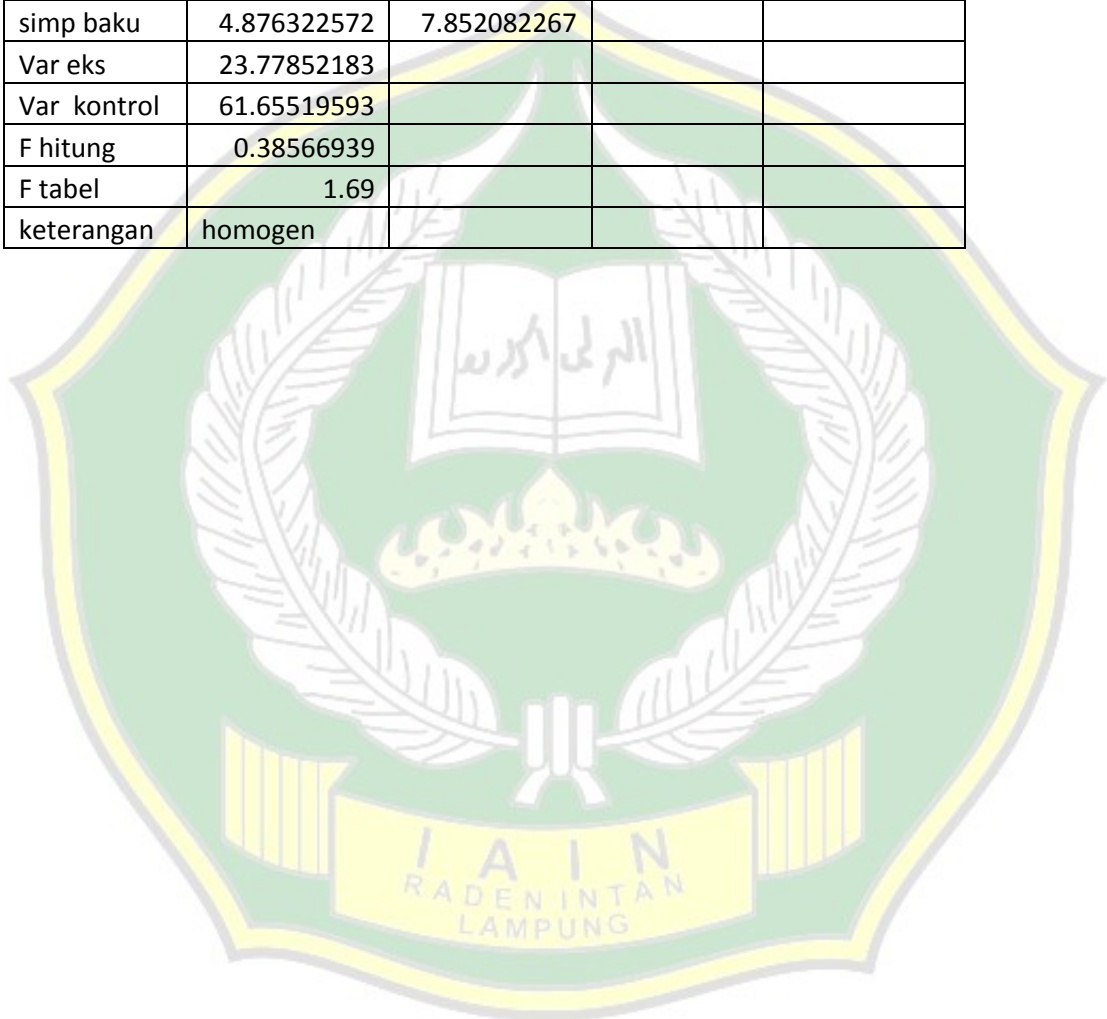 simp baku 4.876322572 7.852082267
Var eks 23.77852183
Var kontrol 61.65519593
F hitung 0.38566939
F tabel 1.69
keterangan homogen
IAIN
RADEN INTAN
LAMPUNG